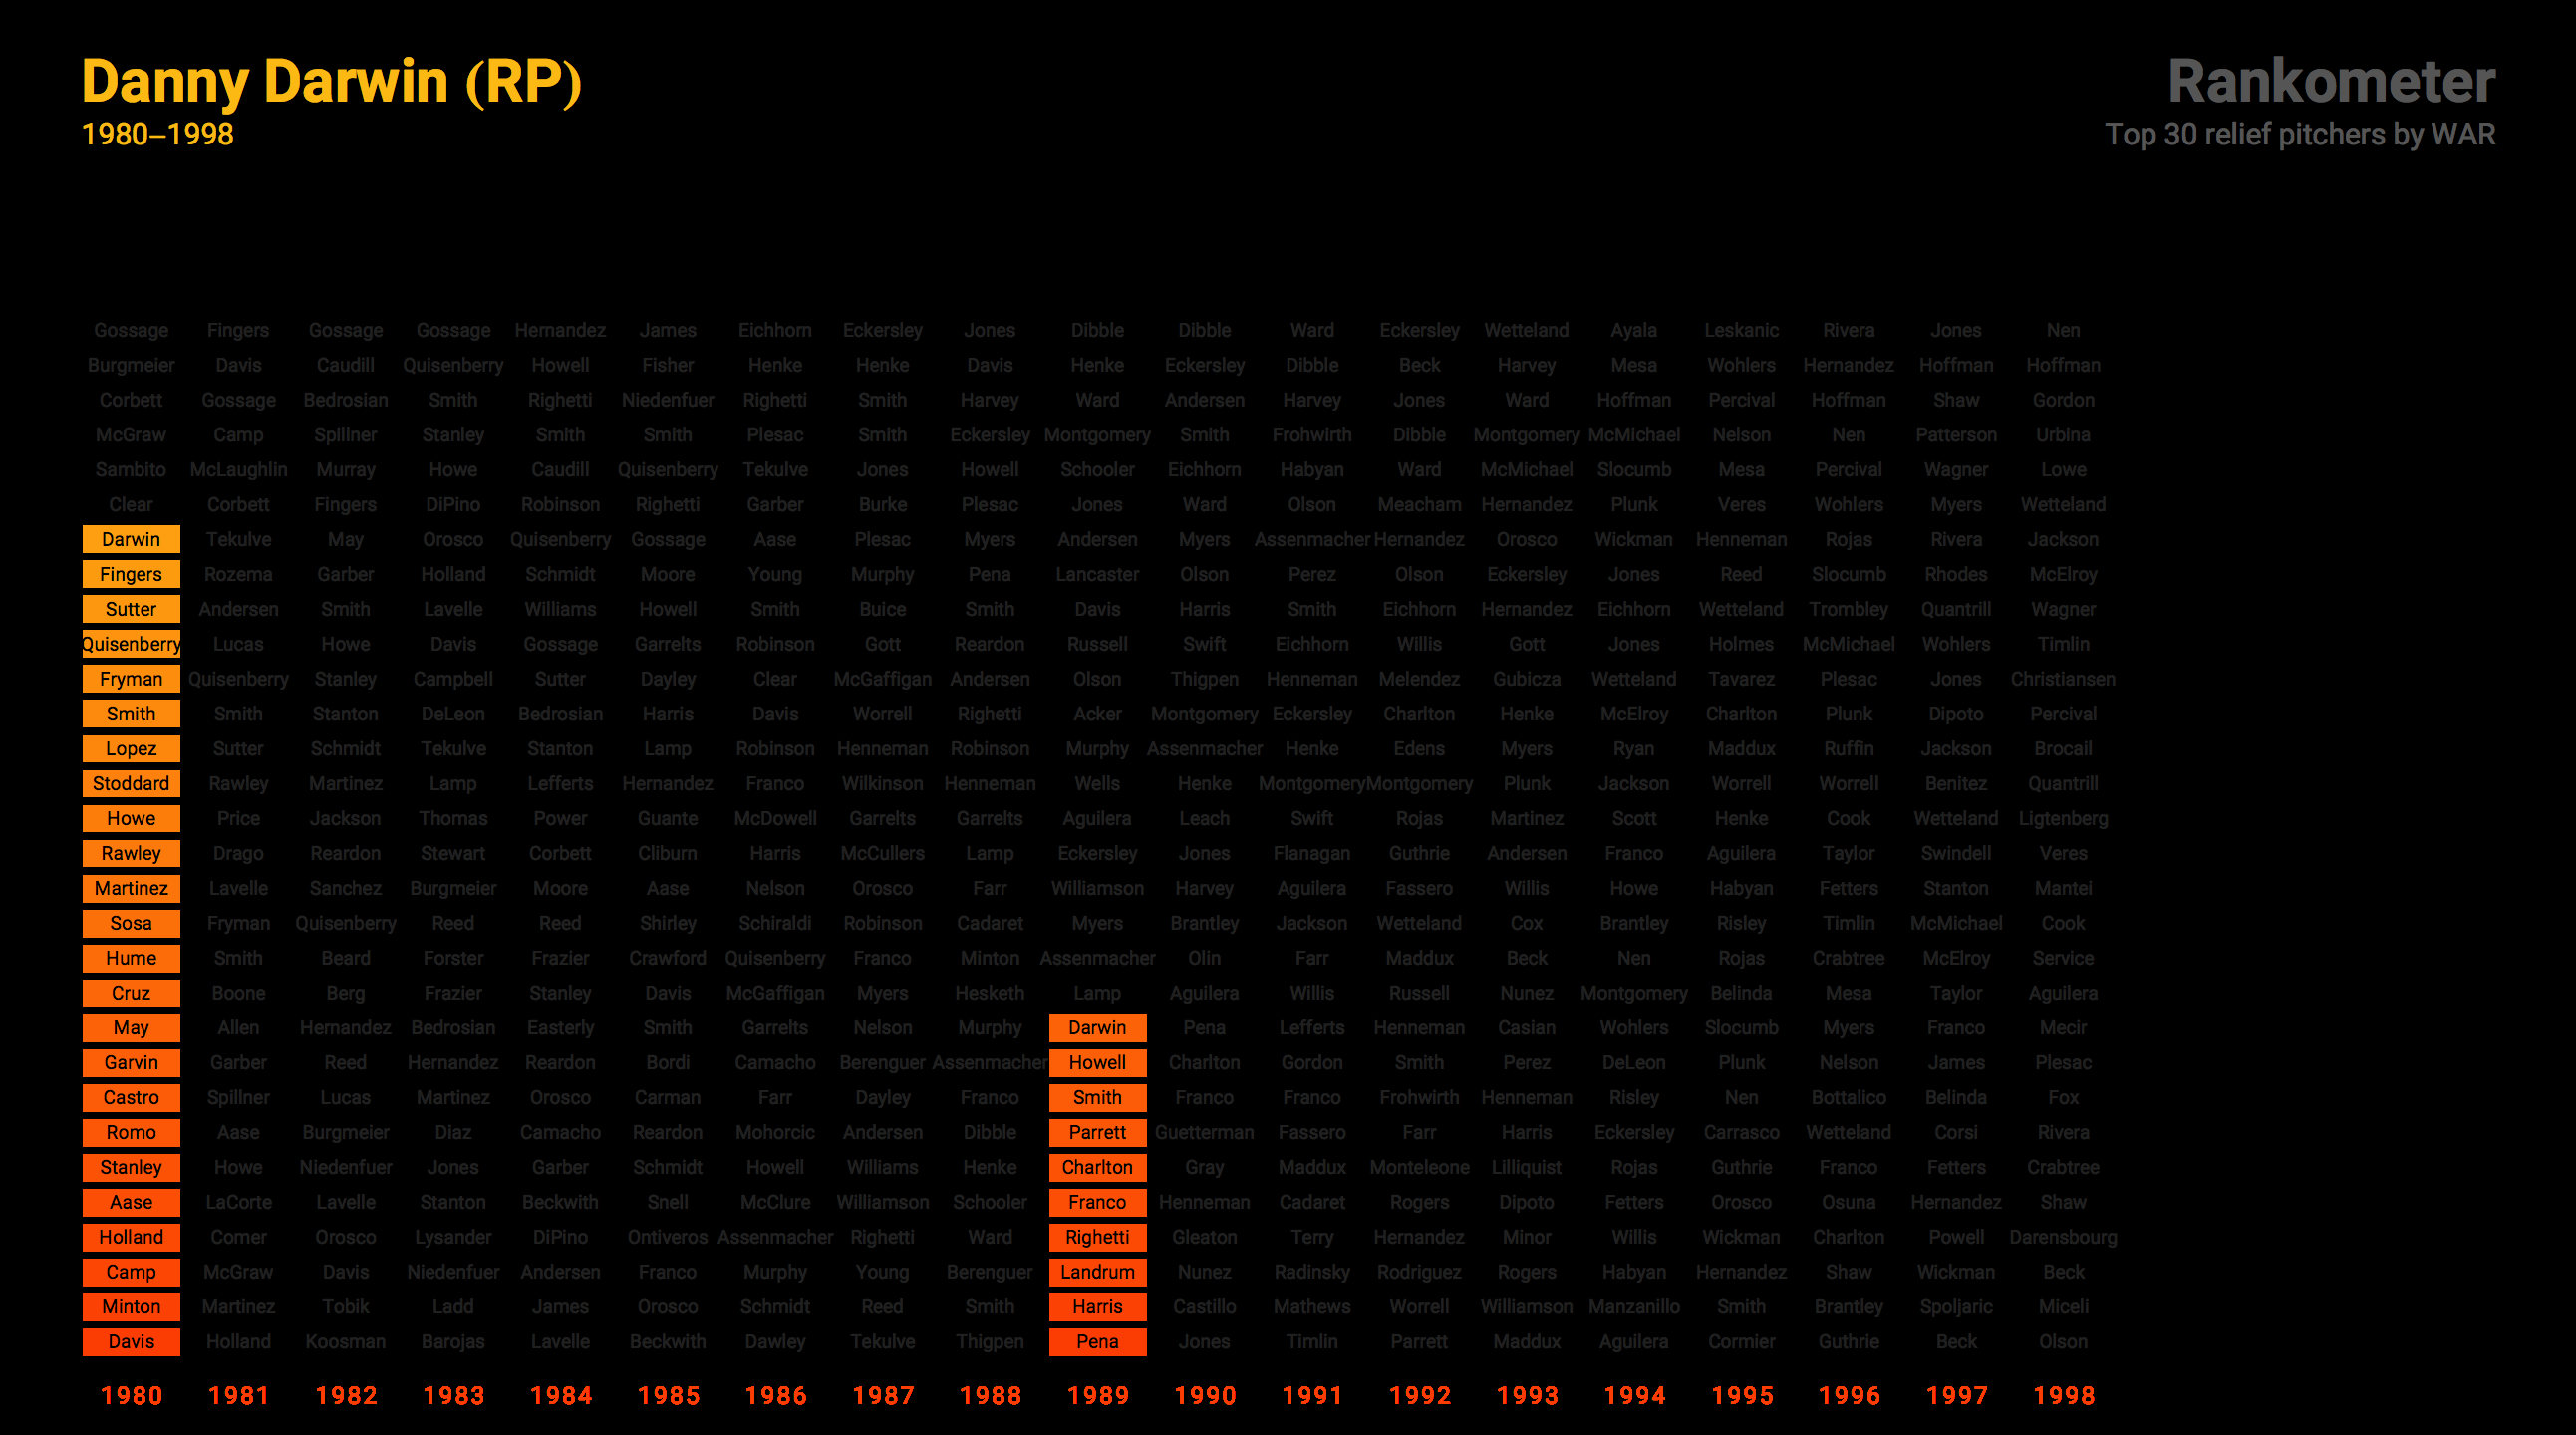 Danny Darwin (RP)
1980–1998
Rankometer
Top 30 relief pitchers by WAR
Gossage Fingers Gossage Gossage Hernandez James Eichhorn Eckersley Jones Dibble Dibble Ward Eckersley Wetteland Ayala Leskanic Rivera Jones Nen
Burgmeier Davis Caudill Quisenberry Howell Fisher Henke Henke Davis Henke Eckersley Dibble Beck Harvey Mesa Wohlers Hernandez Hoffman Hoffman
Corbett Gossage Bedrosian Smith Righetti Niedenfuer Righetti Smith Harvey Ward Andersen Harvey Jones Ward Hoffman Percival Hoffman Shaw Gordon
McGraw Camp Spillner Stanley Smith Smith Plesac Smith Eckersley Montgomery Smith Frohwirth Dibble Montgomery McMichael Nelson Nen Patterson Urbina
Sambito McLaughlin Murray Howe Caudill Quisenberry Tekulve Jones Howell Schooler Eichhorn Habyan Ward McMichael Slocumb Mesa Percival Wagner Lowe
Clear Corbett Fingers DiPino Robinson Righetti Garber Burke Plesac Jones Ward Olson Meacham Hernandez Plunk Veres Wohlers Myers Wetteland
Darwin Tekulve May Orosco Quisenberry Gossage Aase Plesac Myers Andersen Myers Assenmacher Hernandez Orosco Wickman Henneman Rojas Rivera Jackson
Fingers Rozema Garber Holland Schmidt Moore Young Murphy Pena Lancaster Olson Perez Olson Eckersley Jones Reed Slocumb Rhodes McElroy
Sutter Andersen Smith Lavelle Williams Howell Smith Buice Smith Davis Harris Smith Eichhorn Hernandez Eichhorn Wetteland Trombley Quantrill Wagner
Quisenberry Lucas Howe Davis Gossage Garrelts Robinson Gott Reardon Russell Swift Eichhorn Willis Gott Jones Holmes McMichael Wohlers Timlin
Fryman Quisenberry Stanley Campbell Sutter Dayley Clear McGaffigan Andersen Olson Thigpen Henneman Melendez Gubicza Wetteland Tavarez Plesac Jones Christiansen
Smith Smith Stanton DeLeon Bedrosian Harris Davis Worrell Righetti Acker Montgomery Eckersley Charlton Henke McElroy Charlton Plunk Dipoto Percival
Lopez Sutter Schmidt Tekulve Stanton Lamp Robinson Henneman Robinson Murphy Assenmacher Henke Edens Myers Ryan Maddux Ruffin Jackson Brocail
Stoddard Rawley Martinez Lamp Lefferts Hernandez Franco Wilkinson Henneman Wells Henke Montgomery Montgomery Plunk Jackson Worrell Worrell Benitez Quantrill
Howe Price Jackson Thomas Power Guante McDowell Garrelts Garrelts Aguilera Leach Swift Rojas Martinez Scott Henke Cook Wetteland Ligtenberg
Rawley Drago Reardon Stewart Corbett Cliburn Harris McCullers Lamp Eckersley Jones Flanagan Guthrie Andersen Franco Aguilera Taylor Swindell Veres
Martinez Lavelle Sanchez Burgmeier Moore Aase Nelson Orosco Farr Williamson Harvey Aguilera Fassero Willis Howe Habyan Fetters Stanton Mantei
Sosa Fryman Quisenberry Reed Reed Shirley Schiraldi Robinson Cadaret Myers Brantley Jackson Wetteland Cox Brantley Risley Timlin McMichael Cook
Hume Smith Beard Forster Frazier Crawford Quisenberry Franco Minton Assenmacher Olin Farr Maddux Beck Nen Rojas Crabtree McElroy Service
Cruz Boone Berg Frazier Stanley Davis McGaffigan Myers Hesketh Lamp Aguilera Willis Russell Nunez Montgomery Belinda Mesa Taylor Aguilera
May Allen Hernandez Bedrosian Easterly Smith Garrelts Nelson Murphy Darwin Pena Lefferts Henneman Casian Wohlers Slocumb Myers Franco Mecir
Garvin Garber Reed Hernandez Reardon Bordi Camacho Berenguer Assenmacher Howell Charlton Gordon Smith Perez DeLeon Plunk Nelson James Plesac
Castro Spillner Lucas Martinez Orosco Carman Farr Dayley Franco Smith Franco Franco Frohwirth Henneman Risley Nen Bottalico Belinda Fox
Romo Aase Burgmeier Diaz Camacho Reardon Mohorcic Andersen Dibble Parrett Guetterman Fassero Farr Harris Eckersley Carrasco Wetteland Corsi Rivera
Stanley Howe Niedenfuer Jones Garber Schmidt Howell Williams Henke Charlton Gray Maddux Monteleone Lilliquist Rojas Guthrie Franco Fetters Crabtree
Aase LaCorte Lavelle Stanton Beckwith Snell McClure Williamson Schooler Franco Henneman Cadaret Rogers Dipoto Fetters Orosco Osuna Hernandez Shaw
Holland Comer Orosco Lysander DiPino Ontiveros Assenmacher Righetti Ward Righetti Gleaton Terry Hernandez Minor Willis Wickman Charlton Powell Darensbourg
Camp McGraw Davis Niedenfuer Andersen Franco Murphy Young Berenguer Landrum Nunez Radinsky Rodriguez Rogers Habyan Hernandez Shaw Wickman Beck
Minton Martinez Tobik Ladd James Orosco Schmidt Reed Smith Harris Castillo Mathews Worrell Williamson Manzanillo Smith Brantley Spoljaric Miceli
Davis Holland Koosman Barojas Lavelle Beckwith Dawley Tekulve Thigpen Pena Jones Timlin Parrett Maddux Aguilera Cormier Guthrie Beck Olson
1980 1981 1982 1983 1984 1985 1986 1987 1988 1989 1990 1991 1992 1993 1994 1995 1996 1997 1998